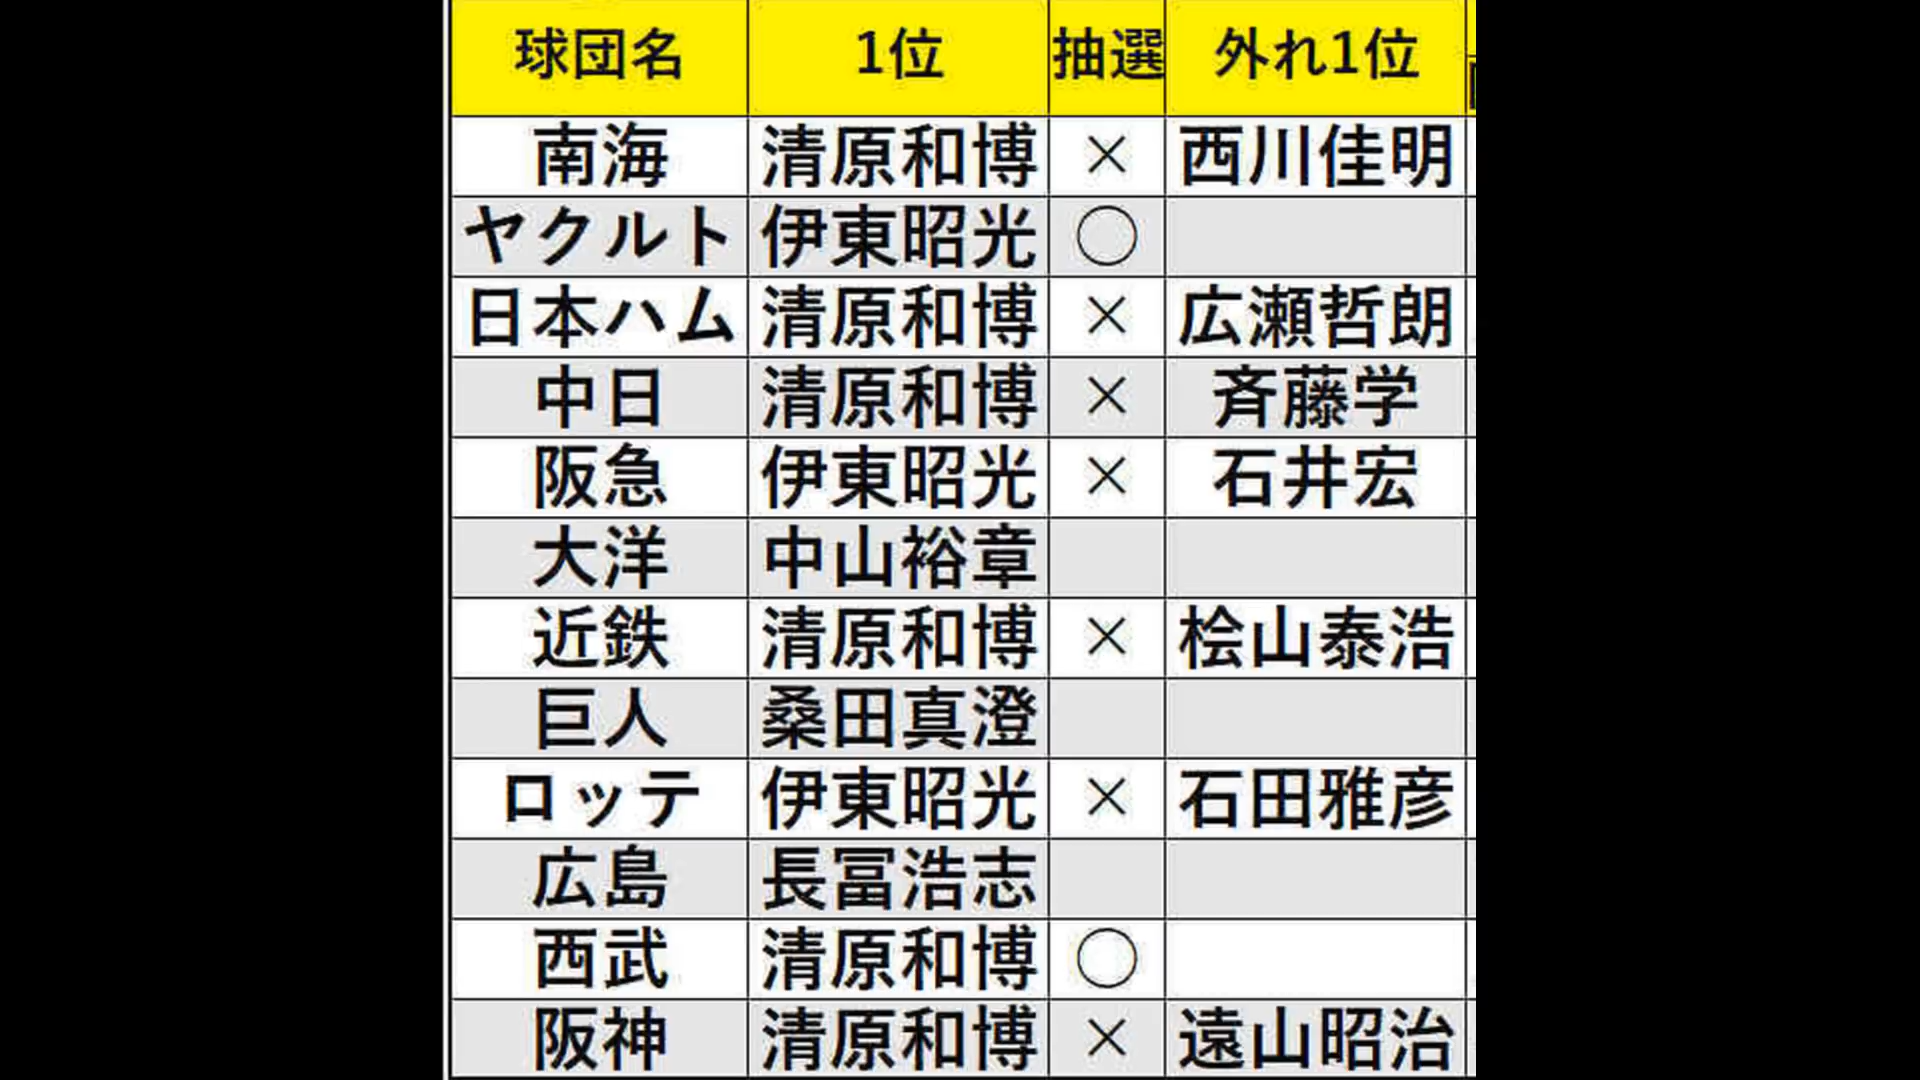 球団名 1位 抽選 外れ1位
南海 清原和博 × 西川佳明
ヤクルト 伊東昭光 ○
日本ハム 清原和博 × 広瀬哲朗
中日 清原和博 × 斉藤学
阪急 伊東昭光 × 石井宏
大洋 中山裕章
近鉄 清原和博 × 桧山泰浩
巨人 桑田真澄
ロッテ 伊東昭光 × 石田雅彦
広島 長冨浩志
西武 清原和博 ○
阪神 清原和博 × 遠山昭治